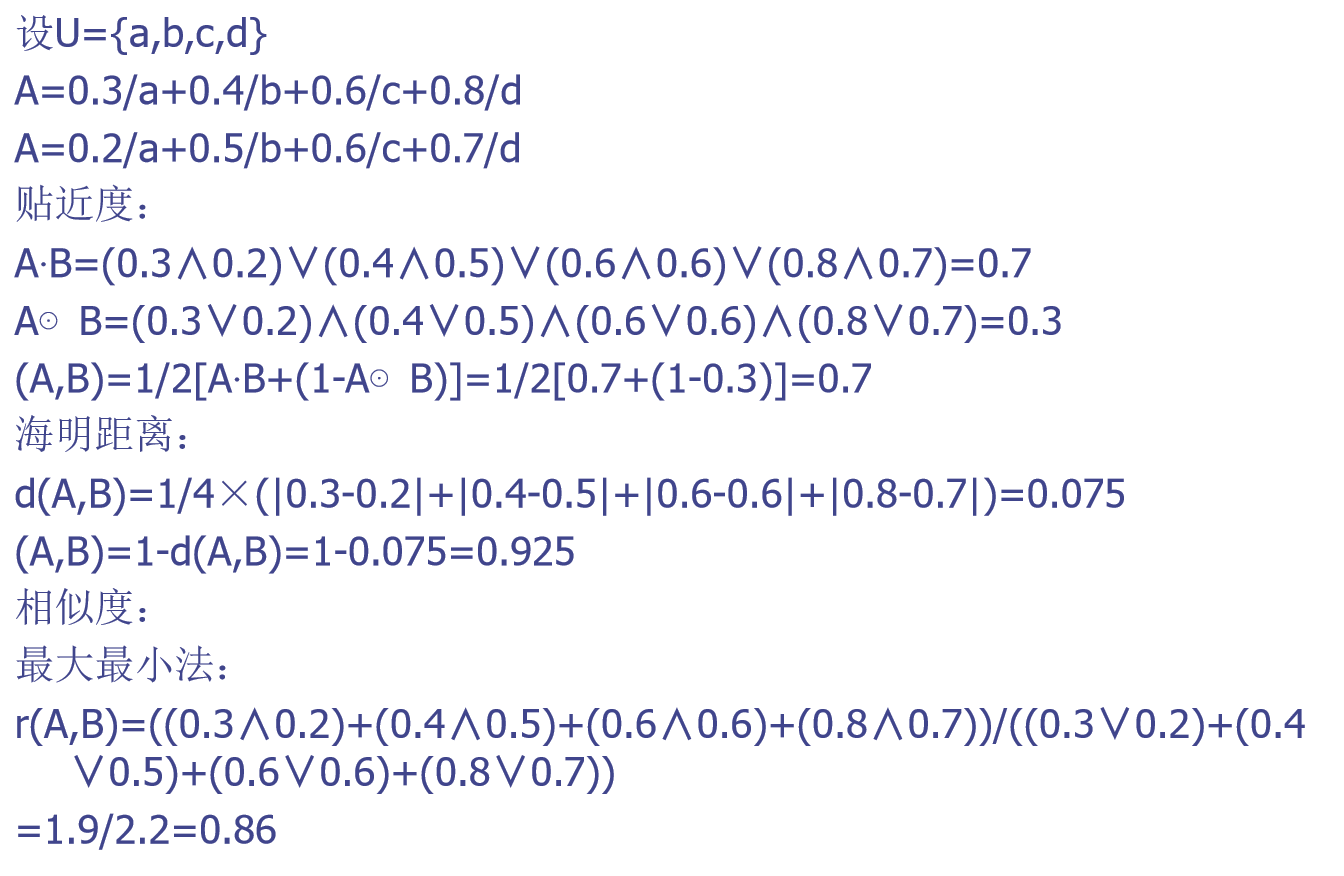 设U={a,b,c,d}
A=0.3/a+0.4/b+0.6/c+0.8/d
A=0.2/a+0.5/b+0.6/c+0.7/d
贴近度：
A·B=(0.3∧0.2)∨(0.4∧0.5)∨(0.6∧0.6)∨(0.8∧0.7)=0.7
A⊙ B=(0.3∨0.2)∧(0.4∨0.5)∧(0.6∨0.6)∧(0.8∨0.7)=0.3
(A,B)=1/2[A·B+(1-A⊙ B)]=1/2[0.7+(1-0.3)]=0.7
海明距离：
d(A,B)=1/4×(|0.3-0.2|+|0.4-0.5|+|0.6-0.6|+|0.8-0.7|)=0.075
(A,B)=1-d(A,B)=1-0.075=0.925
相似度：
最大最小法：
r(A,B)=((0.3∧0.2)+(0.4∧0.5)+(0.6∧0.6)+(0.8∧0.7))/((0.3∨0.2)+(0.4
∨0.5)+(0.6∨0.6)+(0.8∨0.7))
=1.9/2.2=0.86